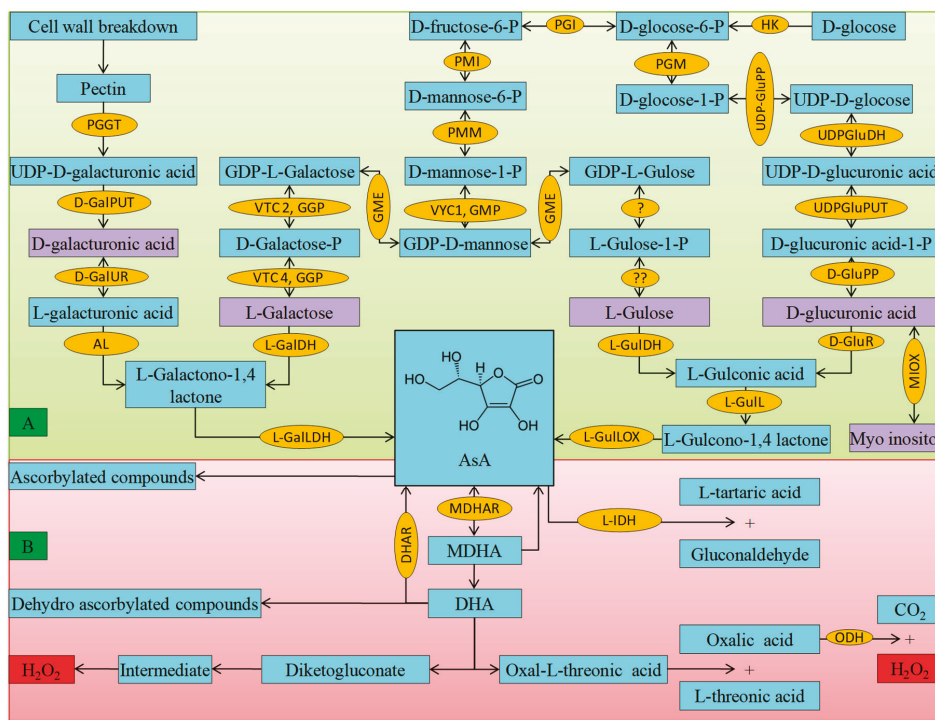 Cell wall breakdown
D-fructose-6-P
PGI
D-glocose-6-P
HK
D-glocose
PMI
PGM
UDP-GluPP
Pectin
D-mannose-6-P
D-glocose-1-P
UDP-D-glocose
PGGT
PMM
UDPGluDH
UDP-D-galacturonic acid
GDP-L-Galactose
D-mannose-1-P
GDP-L-Gulose
UDP-D-glucuronic acid
D-GalPUT
VTC 2, GGP
GME
VYC1, GMP
GME
?
UDPGluPUT
D-galacturonic acid
D-Galactose-P
GDP-D-mannose
L-Gulose-1-P
D-glucuronic acid-1-P
D-GalUR
VTC 4, GGP
??
D-GluPP
L-galacturonic acid
L-Galactose
L-Gulose
D-glucuronic acid
AL
L-GalDH
L-GulDH
D-GluR
MIOX
L-Galactono-1,4
lactone
HO
H
O
O
HO
HO
OH
AsA
L-Gulconic acid
L-GulL
A
L-GalLDH
L-GulLOX
L-Gulcono-1,4 lactone
Myo inosito
Ascorbylated compounds
L-tartaric acid
MDHAR
L-IDH
+
B
DHAR
MDHA
Gluconaldehyde
Dehydro ascorbylated compounds
DHA
CO2
Oxalic acid
ODH
+
H2O2
Intermediate
Diketogluconate
Oxal-L-threonic acid
+
H2O2
L-threonic acid